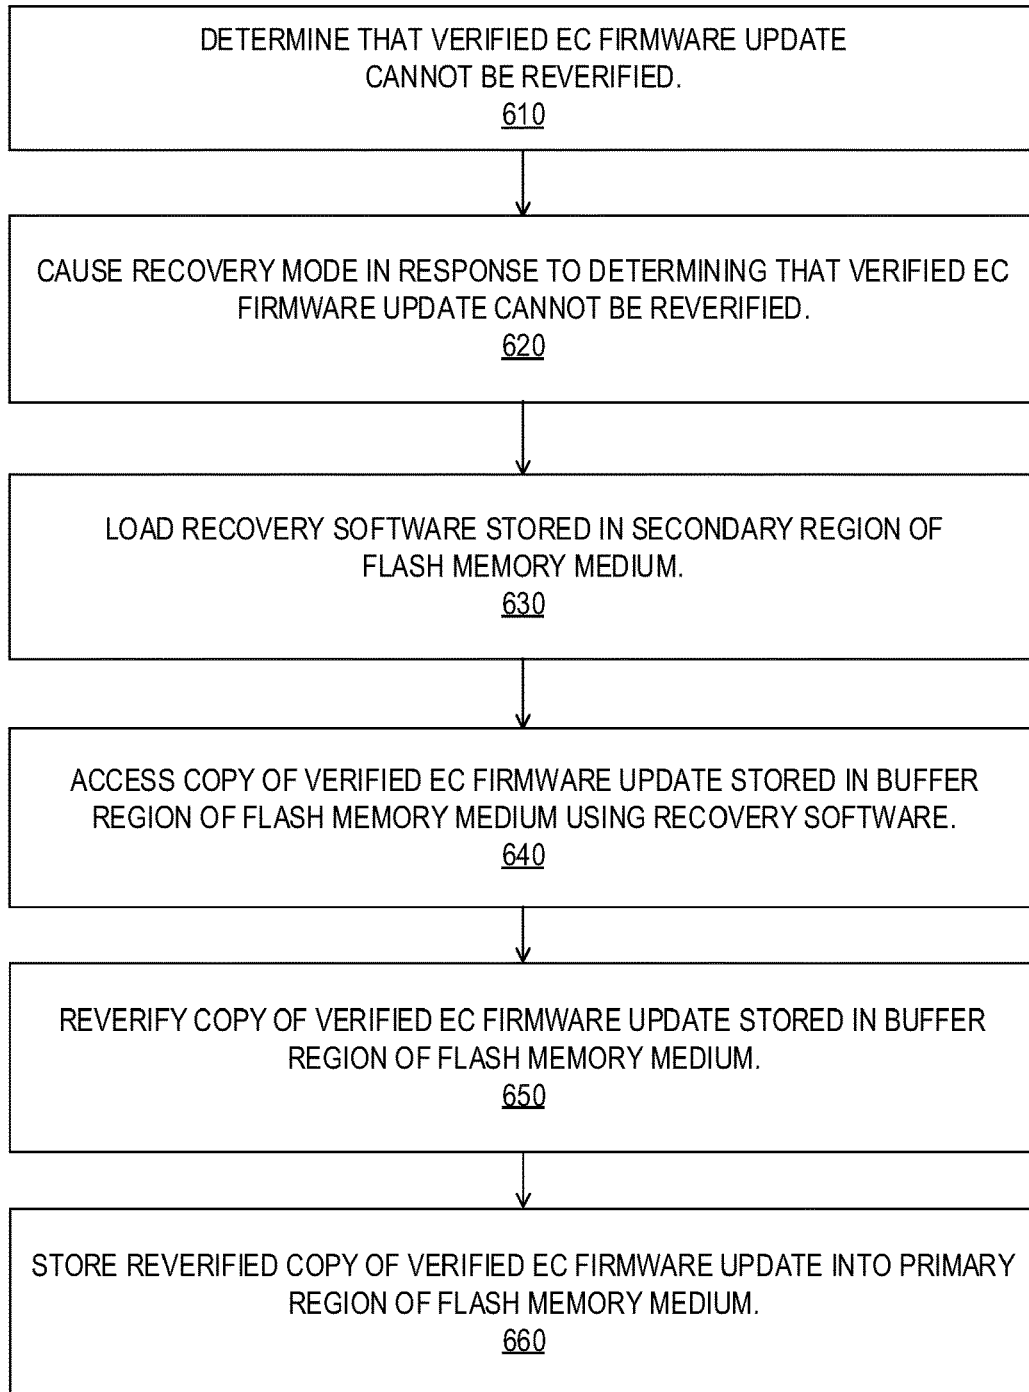 DETERMINE THAT VERIFIED EC FIRMWARE UPDATE
CANNOT BE REVERIFIED.
610
CAUSE RECOVERY MODE IN RESPONSE TO DETERMINING THAT VERIFIED EC
FIRMWARE UPDATE CANNOT BE REVERIFIED.
620
LOAD RECOVERY SOFTWARE STORED IN SECONDARY REGION OF
FLASH MEMORY MEDIUM.
630
ACCESS COPY OF VERIFIED EC FIRMWARE UPDATE STORED IN BUFFER
REGION OF FLASH MEMORY MEDIUM USING RECOVERY SOFTWARE.
640
REVERIFY COPY OF VERIFIED EC FIRMWARE UPDATE STORED IN BUFFER
REGION OF FLASH MEMORY MEDIUM.
650
STORE REVERIFIED COPY OF VERIFIED EC FIRMWARE UPDATE INTO PRIMARY
REGION OF FLASH MEMORY MEDIUM.
660